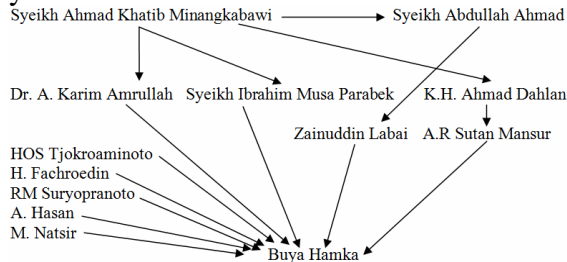 Syeikh Ahmad Khatib Minangkabawi Syeikh Abdullah Ahmad
Dr. A. Karim Amrullah Syeikh Ibrahim Musa Parabek K.H. Ahmad Dahlan
Zainuddin Labai A.R Sutan Mansur
HOS Tjokroaminoto
H. Fachroedin
RM Suryopranoto
A. Hasan
M. Natsir
Buya Hamka